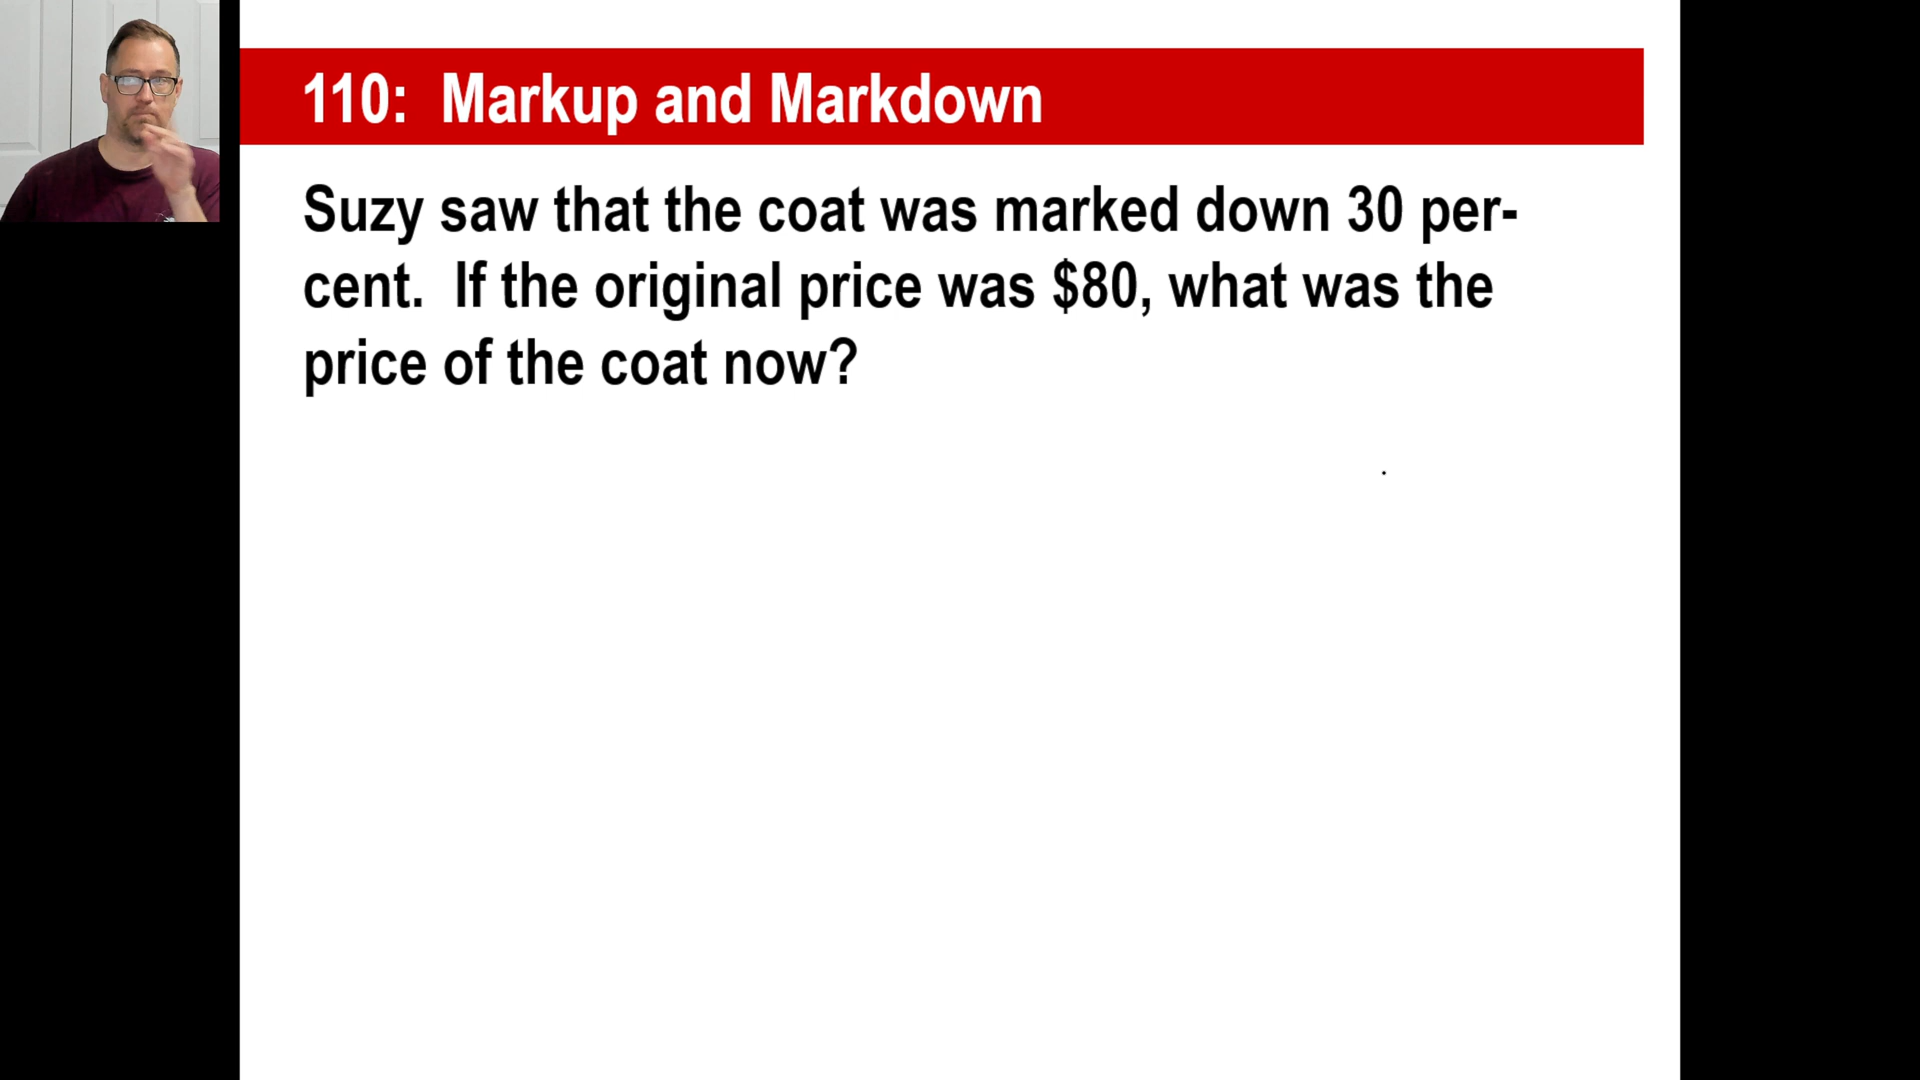 110: Markup and Markdown
Suzy saw that the coat was marked down 30 per-
cent. If the original price was $80, what was the
price of the coat now?